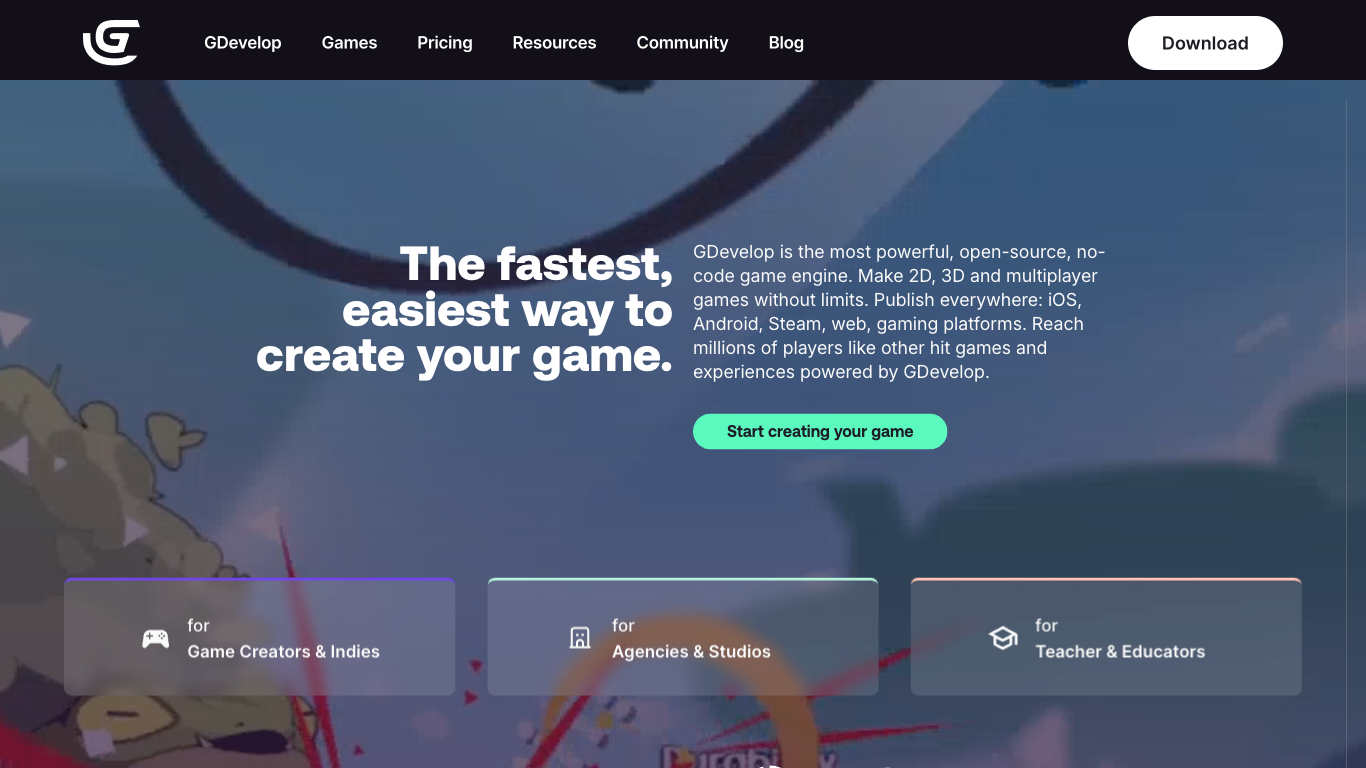 GDevelop
Games
Pricing
Resources
Community
Blog
Download
The fastest,
easiest way to
create your game.
GDevelop is the most powerful, open-source, no-
code game engine. Make 2D, 3D and multiplayer
games without limits. Publish everywhere: iOS,
Android, Steam, web, gaming platforms. Reach
millions of players like other hit games and
experiences powered by GDevelop.
Start creating your game
for
Game Creators & Indies
for
Agencies & Studios
for
Teacher & Educators